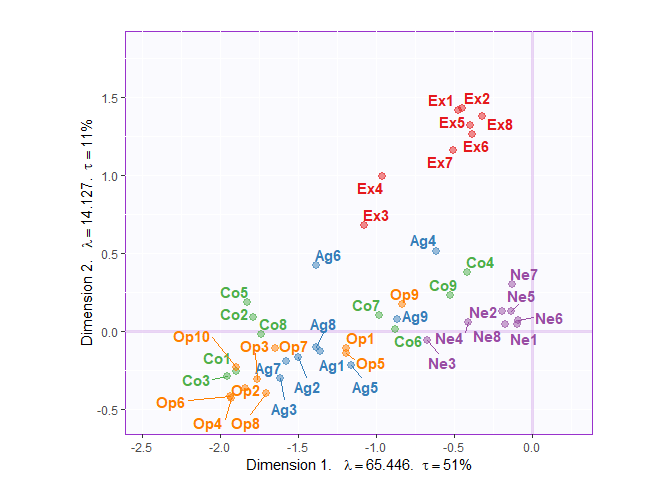 1.5
1.0
0.5
0.0
-0.5
Dimension 2. λ = 14.127. τ = 11%
Ex1 Ex2
Ex5 Ex8
Ex6
Ex7
Ex4
Ex3
Ag4
Ag6
Co4
Ne7
Co5 Co9
Op9 Ne5
Co7 Ne2
Co2 Ag9 Ne6
Co8 Ag8
Op10 Op1 Co6 Ne4 Ne8 Ne1
Op3 Op7
Co1 Ag1 Op5 Ne3
Ag7
Co3 Op2 Ag2 Ag5
Op6 Ag3
Op4 Op8
-2.5 -2.0 -1.5 -1.0 -0.5 0.0
Dimension 1. λ = 65.446. τ = 51%